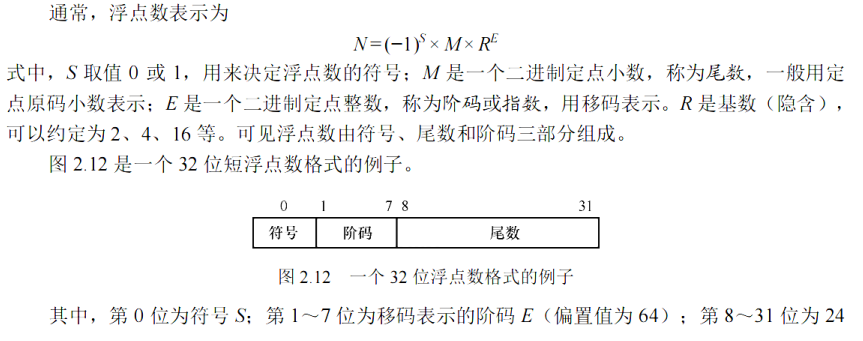 通常，浮点数表示为
N=(−1)ˢ×M×Rᴱ
式中，S 取值 0 或 1，用来决定浮点数的符号；M 是一个二进制定点小数，称为尾数，一般用定
点原码小数表示；E 是一个二进制定点整数，称为阶码或指数，用移码表示。R 是基数（隐含），
可以约定为 2、4、16 等。可见浮点数由符号、尾数和阶码三部分组成。
图 2.12 是一个 32 位短浮点数格式的例子。
0 1 7 8 31
符号 阶码 尾数
图 2.12 一个 32 位浮点数格式的例子
其中，第 0 位为符号 S；第 1～7 位为移码表示的阶码 E（偏置值为 64）；第 8～31 位为 24